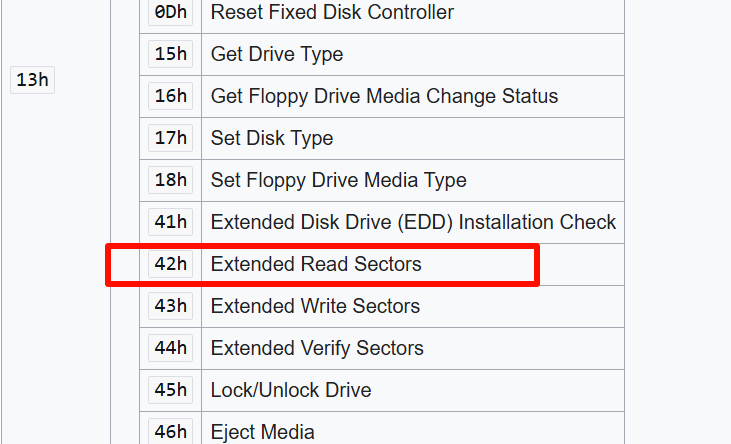 0Dh Reset Fixed Disk Controller
15h Get Drive Type
13h
16h Get Floppy Drive Media Change Status
17h Set Disk Type
18h Set Floppy Drive Media Type
41h Extended Disk Drive (EDD) Installation Check
42h Extended Read Sectors
43h Extended Write Sectors
44h Extended Verify Sectors
45h Lock/Unlock Drive
46h Eject Media